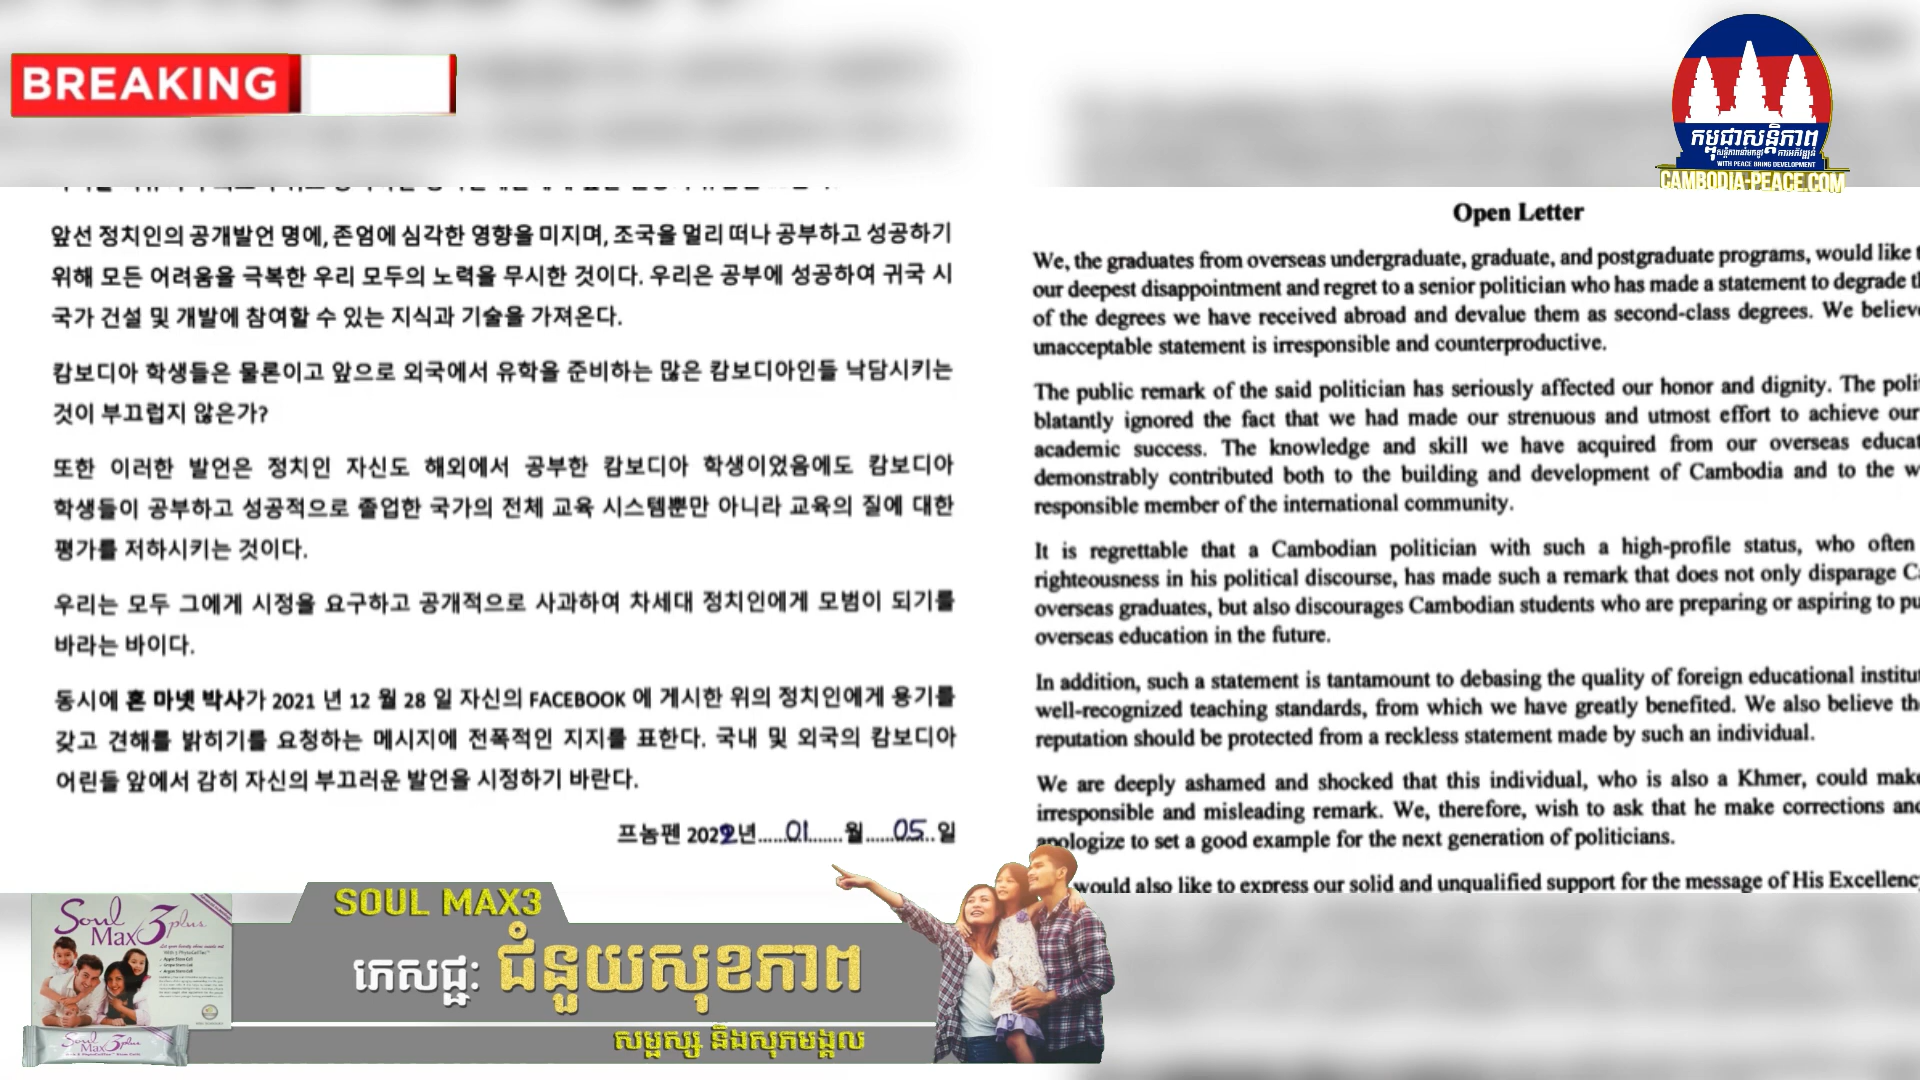 BREAKING
កម្ពុជាសន្តិភាព
WITH PEACE BRING DEVELOPMENT
CAMBODIA-PEACE.COM
앞선 정치인의 공개발언 명에, 존엄에 심각한 영향을 미지며, 조국을 멀리 떠나 공부하고 성공하기
위해 모든 어려움을 극복한 우리 모두의 노력을 무시한 것이다. 우리은 공부에 성공하여 귀국 시
국가 건설 및 개발에 참여할 수 있는 지식과 기술을 가져온다.
캄보디아 학생들은 물론이고 앞으로 외국에서 유학을 준비하는 많은 캄보디아인들 낙담시키는
것이 부끄럽지 않은가?
또한 이러한 발언은 정치인 자신도 해외에서 공부한 캄보디아 학생이었음에도 캄보디아
학생들이 공부하고 성공적으로 졸업한 국가의 전체 교육 시스템뿐만 아니라 교육의 질에 대한
평가를 저하시키는 것이다.
우리는 모두 그에게 시정을 요구하고 공개적으로 사과하여 차세대 정치인에게 모범이 되기를
바라는 바이다.
동시에 훈 마넷 박사가 2021 년 12 월 28 일 자신의 FACEBOOK 에 게시한 위의 정치인에게 용기를
갖고 견해를 밝히기를 요청하는 메시지에 전폭적인 지지를 표한다. 국내 및 외국의 캄보디아
어린들 앞에서 감히 자신의 부끄러운 발언을 시정하기 바란다.
프놈펜 2022년......01.......월......05..일
Open Letter
We, the graduates from overseas undergraduate, graduate, and postgraduate programs, would like
our deepest disappointment and regret to a senior politician who has made a statement to degrade
of the degrees we have received abroad and devalue them as second-class degrees. We believ
unacceptable statement is irresponsible and counterproductive.
The public remark of the said politician has seriously affected our honor and dignity. The polit
blatantly ignored the fact that we had made our strenuous and utmost effort to achieve our
academic success. The knowledge and skill we have acquired from our overseas educat
demonstrably contributed both to the building and development of Cambodia and to the w
responsible member of the international community.
It is regrettable that a Cambodian politician with such a high-profile status, who often
righteousness in his political discourse, has made such a remark that does not only disparage C
overseas graduates, but also discourages Cambodian students who are preparing or aspiring to pu
overseas education in the future.
In addition, such a statement is tantamount to debasing the quality of foreign educational institut
well-recognized teaching standards, from which we have greatly benefited. We also believe th
reputation should be protected from a reckless statement made by such an individual.
We are deeply ashamed and shocked that this individual, who is also a Khmer, could make
irresponsible and misleading remark. We, therefore, wish to ask that he make corrections and
apologize to set a good example for the next generation of politicians.
would also like to express our solid and unqualified support for the message of His Excellency
SOUL MAX3
ភេសជ្ជៈ ជំនួយសុខភាព
សម្ផស្ស និងសុភមង្គល
Soul Max 3 plus
Soul Max 3 plus